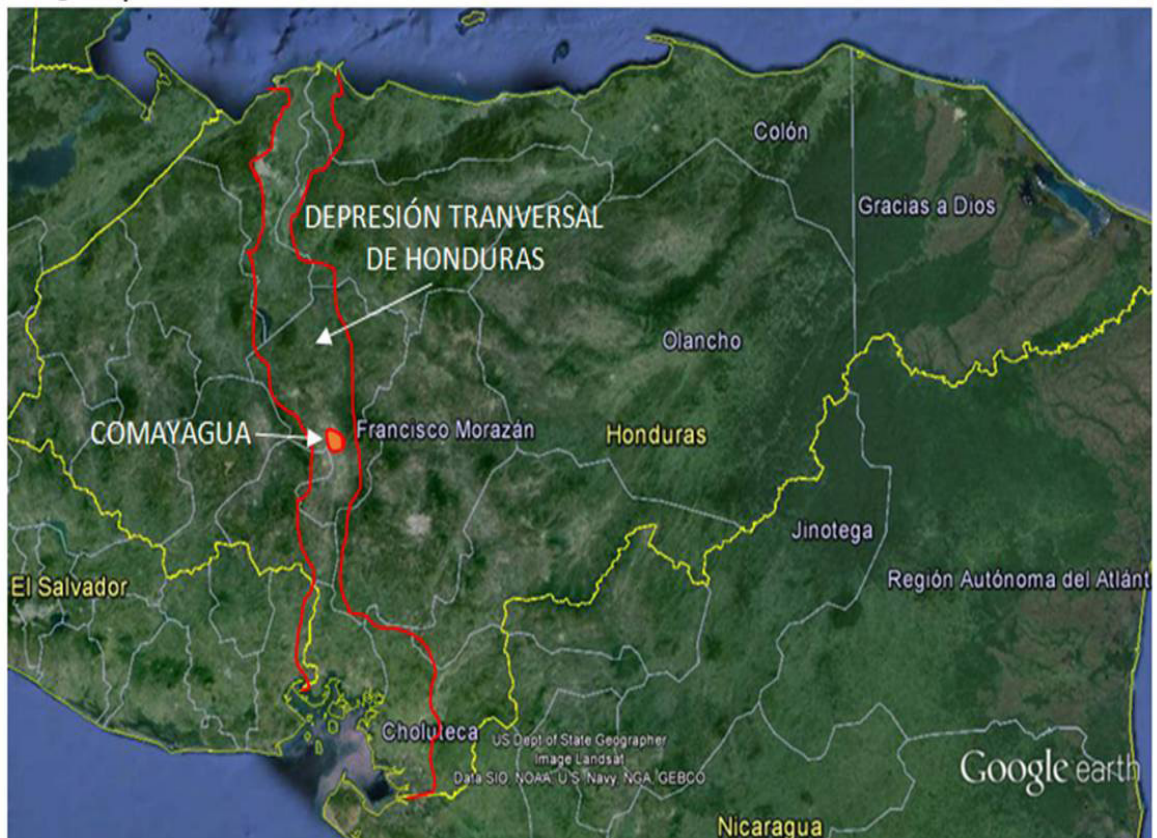 Colón
Gracias a Dios
DEPRESIÓN TRANVERSAL
DE HONDURAS
Olancho
COMAYAGUA
Francisco Morazán
Honduras
Jinotega
El Salvador
Región Autónoma del Atlánt
Choluteca
US Dept of State Geographer
Image Landsat
Data SIO, NOAA, U.S. Navy, NGA, GEBCO
Google earth
Nicaragua